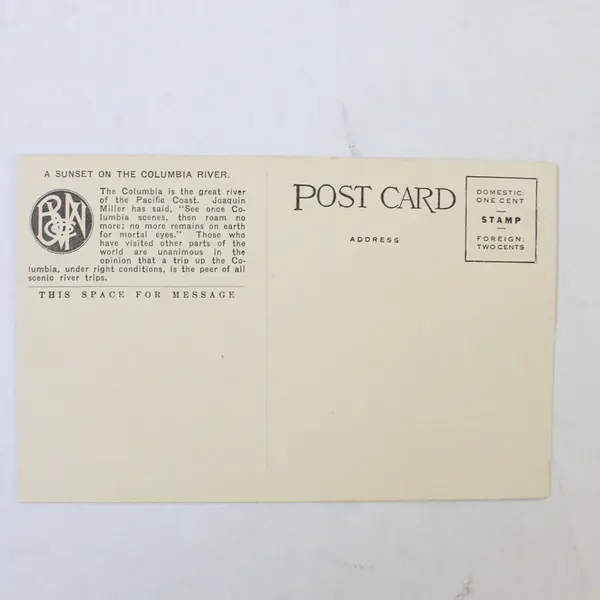 A SUNSET ON THE COLUMBIA RIVER.
The Columbia is the great river
of the Pacific Coast. Joaquin
Miller has said, "See once Co-
lumbia scenes, then roam no
more; no more remains on earth
for mortal eyes." Those who
have visited other parts of the
world are unanimous in the
opinion that a trip up the Co-
lumbia, under right conditions, is the peer of all
scenic river trips.
THIS SPACE FOR MESSAGE
POST CARD
ADDRESS
DOMESTIC:
ONE CENT
STAMP
FOREIGN:
TWO CENTS